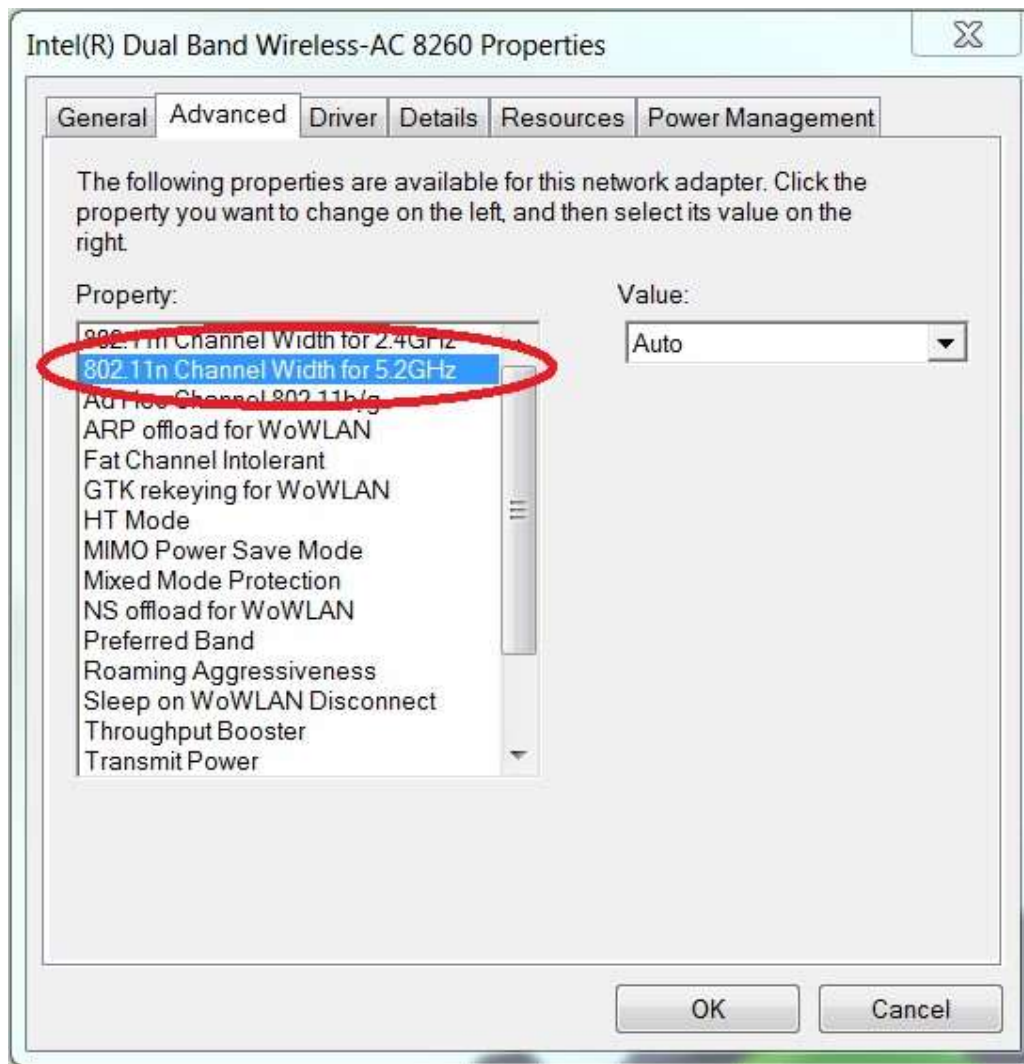 Intel(R) Dual Band Wireless-AC 8260 Properties
General Advanced Driver Details Resources Power Management
The following properties are available for this network adapter. Click the
property you want to change on the left, and then select its value on the
right.
Property:
Value:
802.11n Channel Width for 2.4GHz
Auto
802.11n Channel Width for 5.2GHz
Ad Hoc Channel 802.11b/g
ARP offload for WoWLAN
Fat Channel Intolerant
GTK rekeying for WoWLAN
HT Mode
MIMO Power Save Mode
Mixed Mode Protection
NS offload for WoWLAN
Preferred Band
Roaming Aggressiveness
Sleep on WoWLAN Disconnect
Throughput Booster
Transmit Power
OK
Cancel